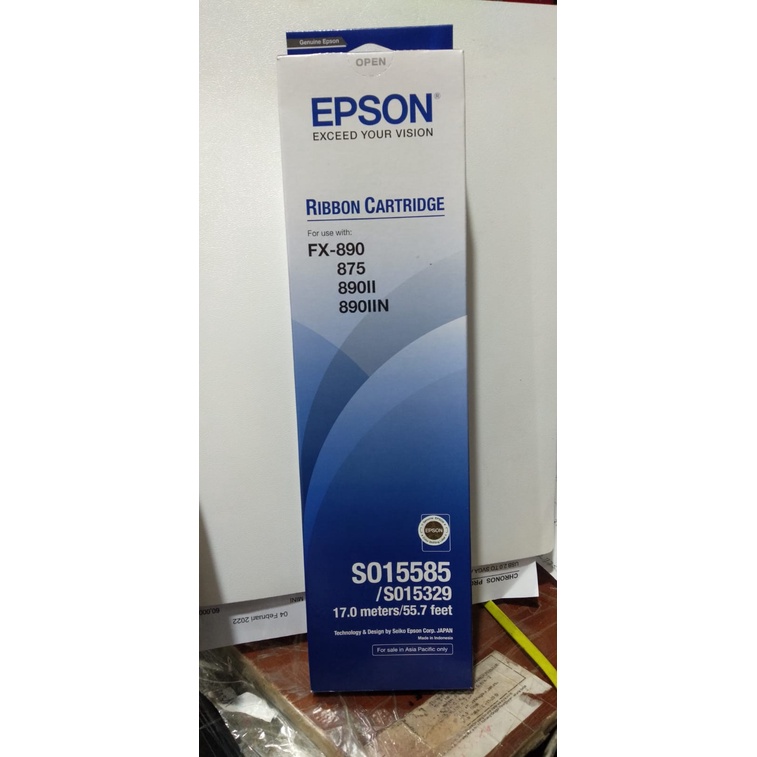 Genuine Epson
OPEN
EPSON®
EXCEED YOUR VISION
RIBBON CARTRIDGE
For use with:
FX-890
875
890II
890IIN
EPSON
S015585
/S015329
17.0 meters/55.7 feet
Technology & Design by Seiko Epson Corp. JAPAN
Made in Indonesia
For sale in Asia Pacific only
04 Februari 2022